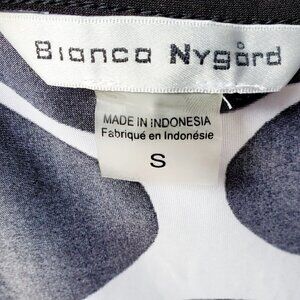 Bianca Nygård
MADE IN INDONESIA
Fabriqué en Indonésie
S